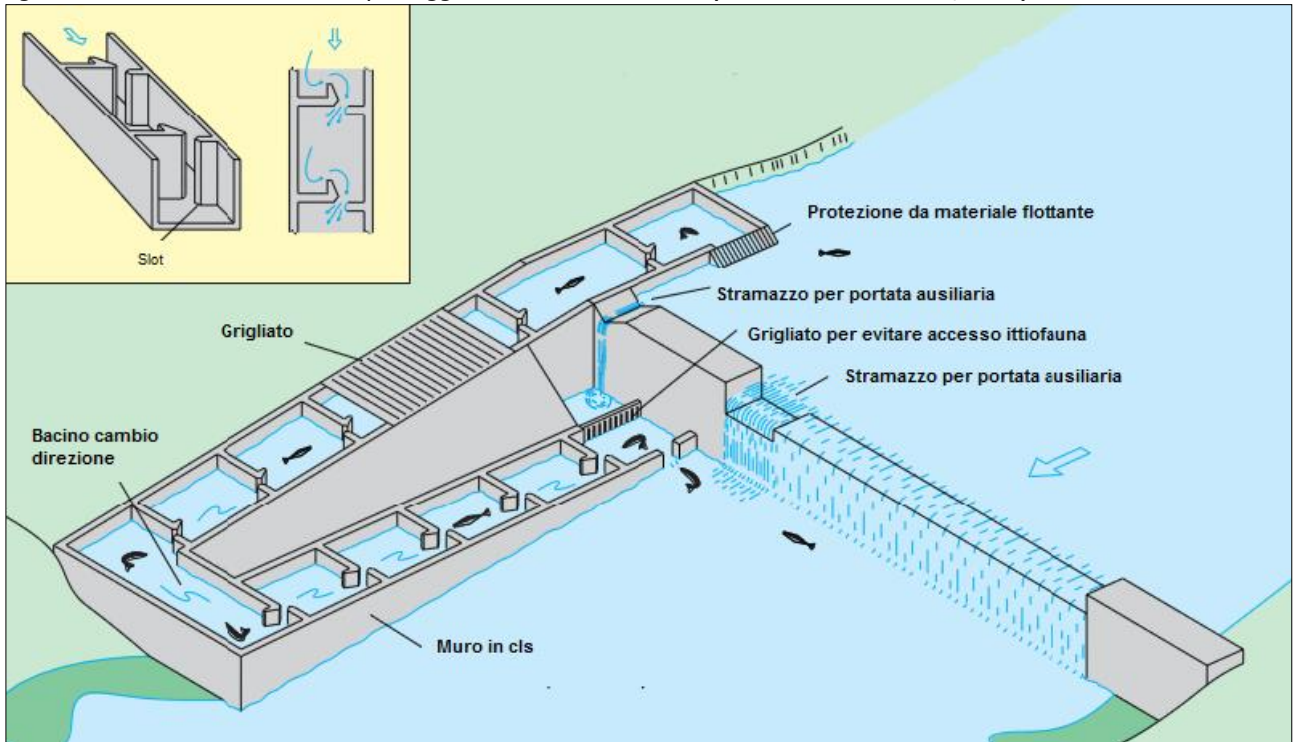 Slot
Protezione da materiale flottante
Stramazzo per portata ausiliaria
Grigliato
Grigliato per evitare accesso ittiofauna
Stramazzo per portata ausiliaria
Bacino cambio
direzione
Muro in cls